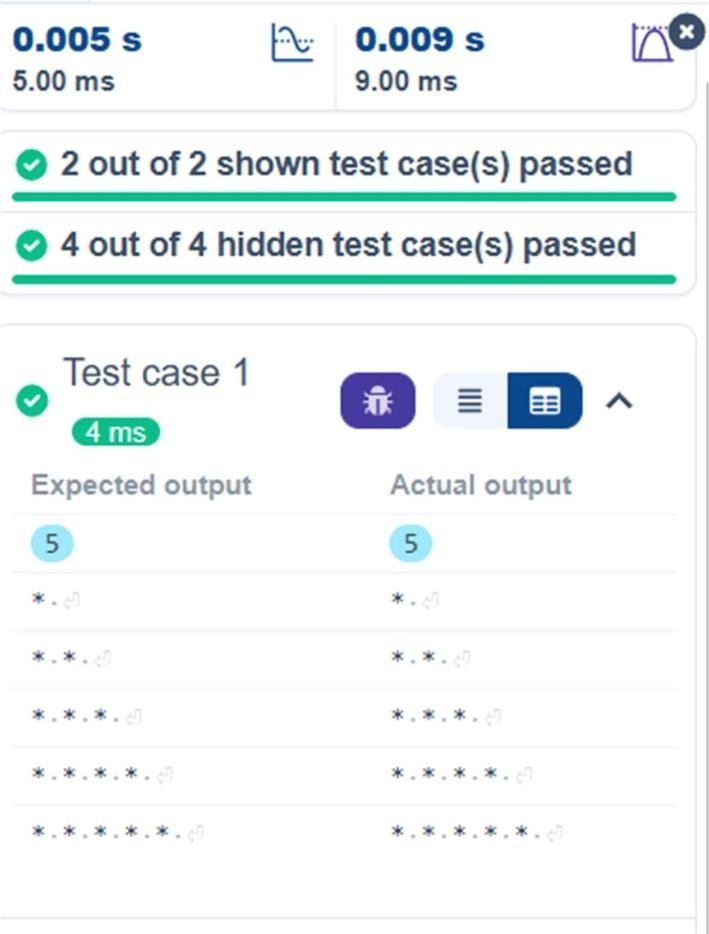 0.005 s
5.00 ms
0.009 s
9.00 ms
2 out of 2 shown test case(s) passed
4 out of 4 hidden test case(s) passed
Test case 1
4 ms
Expected output Actual output
5 5
*.⏎ *.⏎
*.*.⏎ *.*.⏎
*.*.*.⏎ *.*.*.⏎
*.*.*.*.⏎ *.*.*.*.⏎
*.*.*.*.*.⏎ *.*.*.*.*.⏎